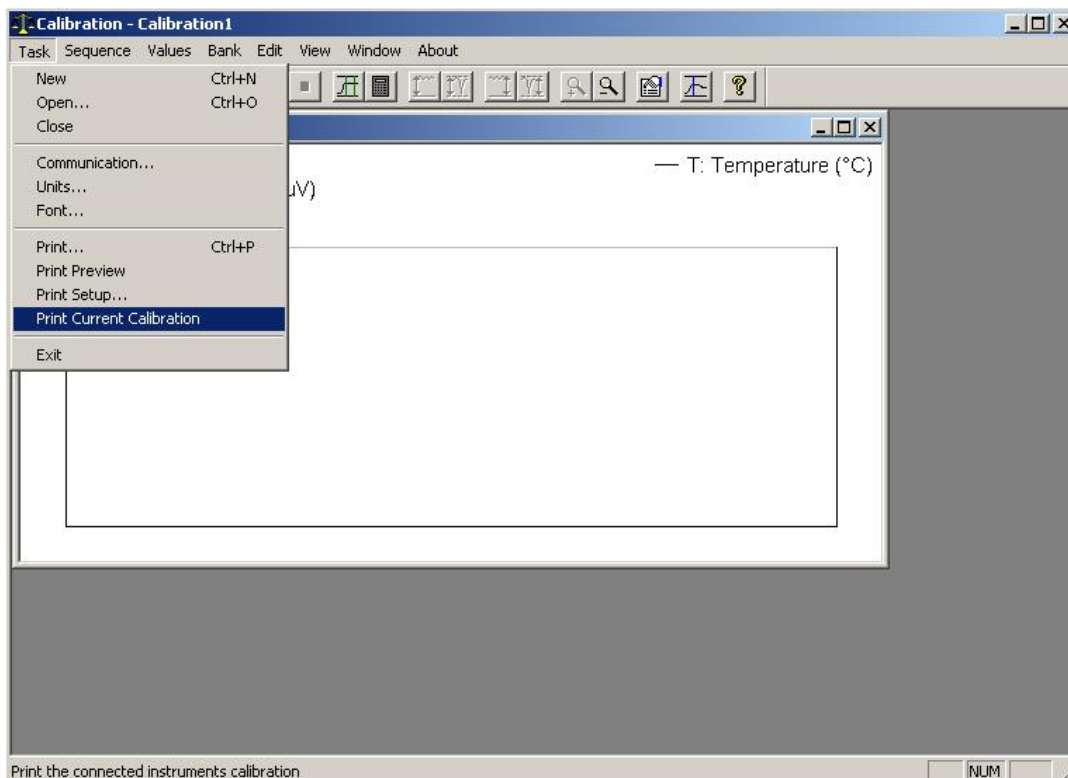 Calibration - Calibration1
Task Sequence Values Bank Edit View Window About
New Ctrl+N
Open... Ctrl+O
Close
Communication...
Units...
Font...
Print... Ctrl+P
Print Preview
Print Setup...
Print Current Calibration
Exit
T: Temperature (°C)
µV)
Print the connected instruments calibration
NUM